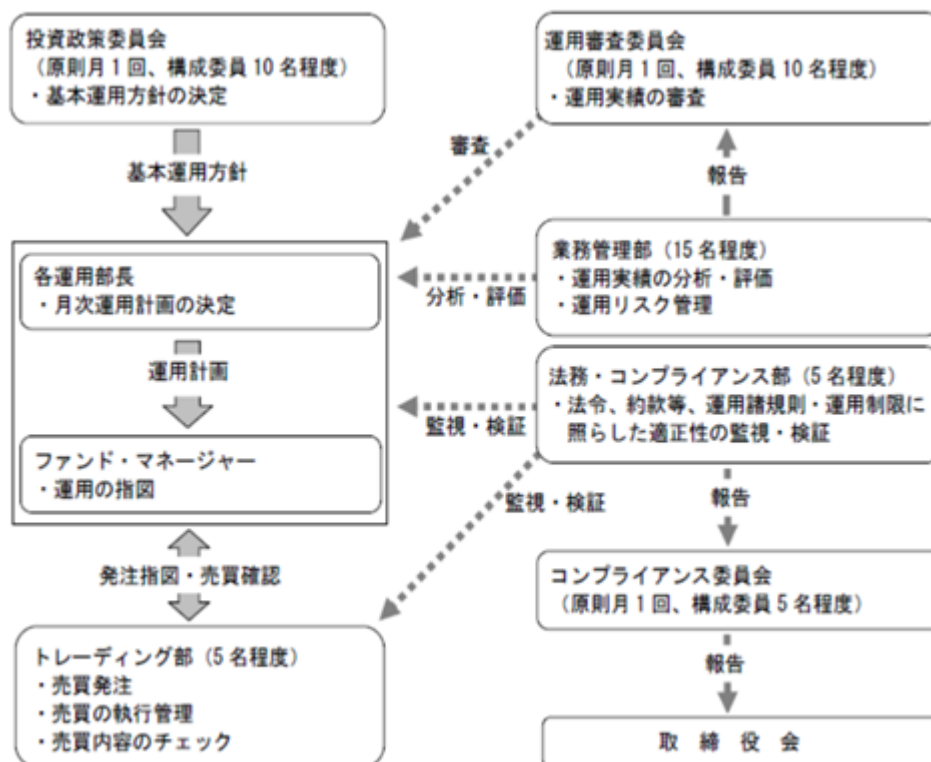 投資政策委員会
（原則月1回、構成委員10名程度）
・基本運用方針の決定
基本運用方針
各運用部長
・月次運用計画の決定
運用計画
ファンド・マネージャー
・運用の指図
発注指図・売買確認
トレーディング部（5名程度）
・売買発注
・売買の執行管理
・売買内容のチェック
運用審査委員会
（原則月1回、構成委員10名程度）
・運用実績の審査
審査
報告
業務管理部（15名程度）
・運用実績の分析・評価
・運用リスク管理
分析・評価
法務・コンプライアンス部（5名程度）
・法令、約款等、運用諸規則・運用制限に
照らした適正性の監視・検証
監視・検証
監視・検証
報告
コンプライアンス委員会
（原則月1回、構成委員5名程度）
報告
取締役会